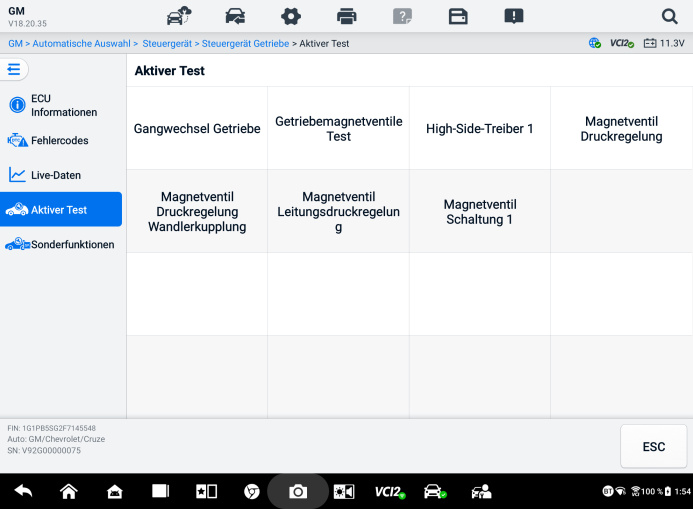 GM
V18.20.35
GM > Automatische Auswahl > Steuergerät > Steuergerät Getriebe > Aktiver Test
VCI2
11.3V
Aktiver Test
ECU
Informationen
Fehlercodes
Live-Daten
Aktiver Test
Sonderfunktionen
Gangwechsel Getriebe
Getriebemagnetventile
Test
High-Side-Treiber 1
Magnetventil
Druckregelung
Magnetventil
Druckregelung
Wandlerkupplung
Magnetventil
Leitungsdruckregelun
g
Magnetventil
Schaltung 1
FIN: 1G1PB5SG2F7145548
Auto: GM/Chevrolet/Cruze
SN: V92G00000075
ESC
VCI2
BT
100 %
1:54